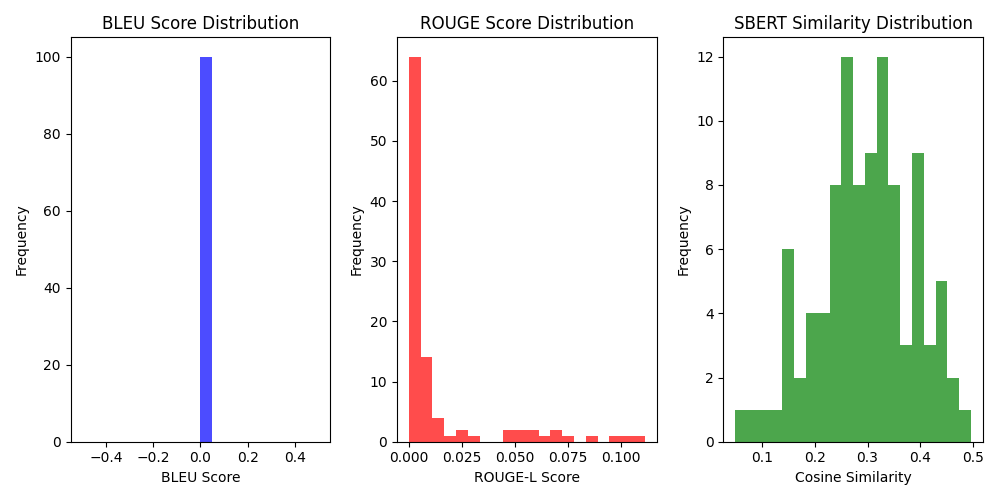 BLEU Score Distribution
100
80
60
40
20
0
Frequency
−0.4 −0.2 0.0 0.2 0.4
BLEU Score
ROUGE Score Distribution
60
50
40
30
20
10
0
Frequency
0.000 0.025 0.050 0.075 0.100
ROUGE-L Score
SBERT Similarity Distribution
12
10
8
6
4
2
0
Frequency
0.1 0.2 0.3 0.4 0.5
Cosine Similarity